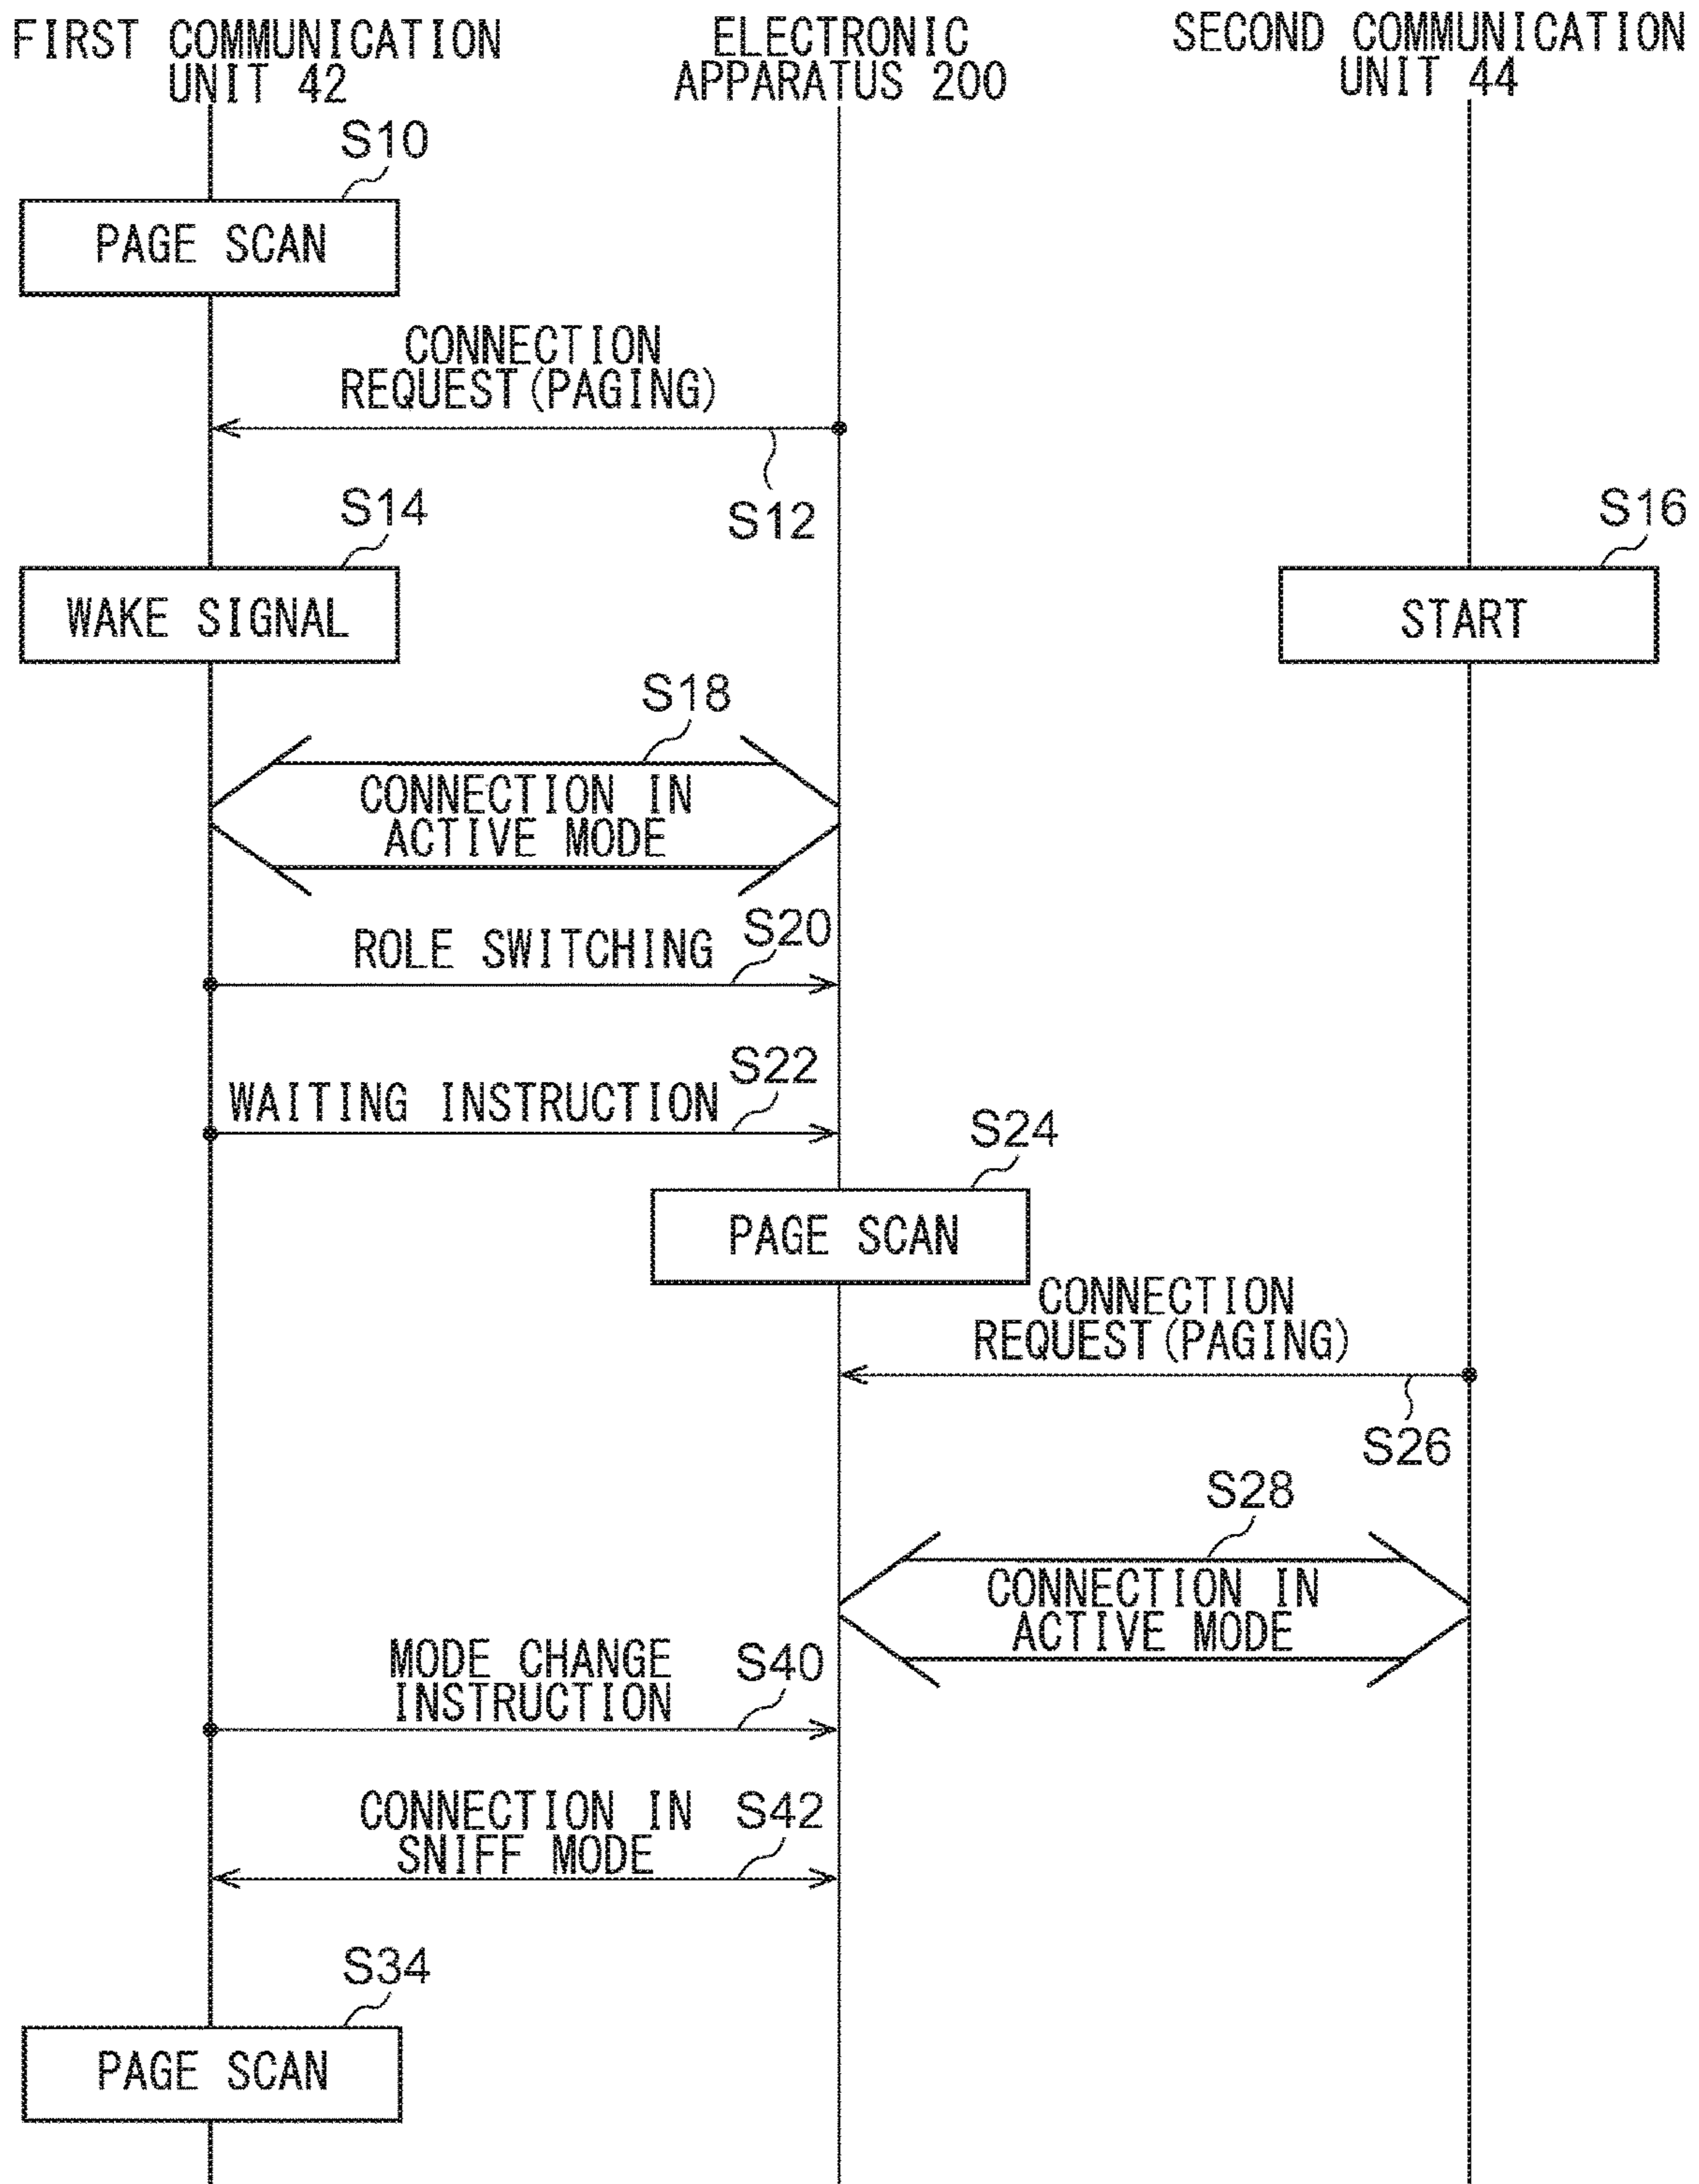 FIRST COMMUNICATION
UNIT 42
ELECTRONIC
APPARATUS 200
SECOND COMMUNICATION
UNIT 44
S10
PAGE SCAN
CONNECTION
REQUEST(PAGING)
S12
S14
WAKE SIGNAL
S16
START
S18
CONNECTION IN
ACTIVE MODE
ROLE SWITCHING
S20
WAITING INSTRUCTION
S22
S24
PAGE SCAN
CONNECTION
REQUEST(PAGING)
S26
S28
CONNECTION IN
ACTIVE MODE
MODE CHANGE
INSTRUCTION
S40
CONNECTION IN
SNIFF MODE
S42
S34
PAGE SCAN